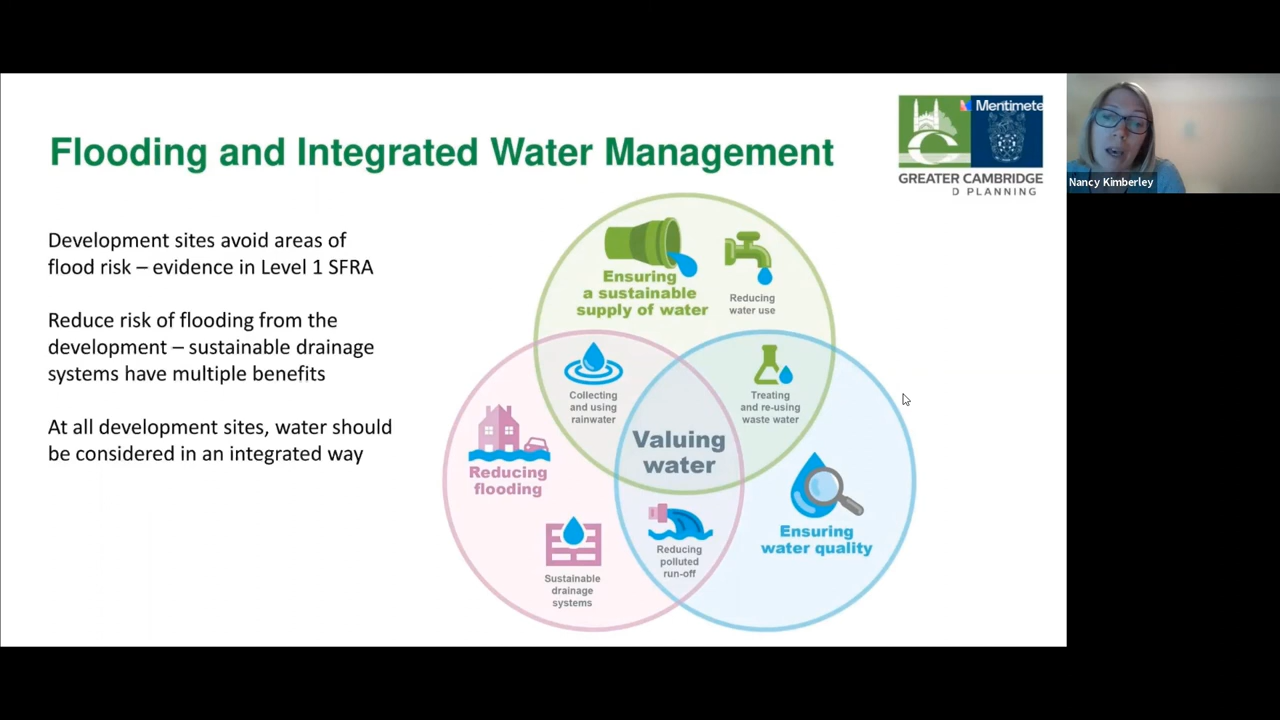 Flooding and Integrated Water Management
Mentimete
GREATER CAMBRIDGE
D PLANNING
Nancy Kimberley
Development sites avoid areas of
flood risk – evidence in Level 1 SFRA
Reduce risk of flooding from the
development – sustainable drainage
systems have multiple benefits
At all development sites, water should
be considered in an integrated way
Ensuring
a sustainable
supply of water
Reducing
water use
Collecting
and using
rainwater
Treating
and re-using
waste water
Valuing
water
Reducing
flooding
Sustainable
drainage
systems
Reducing
polluted
run-off
Ensuring
water quality